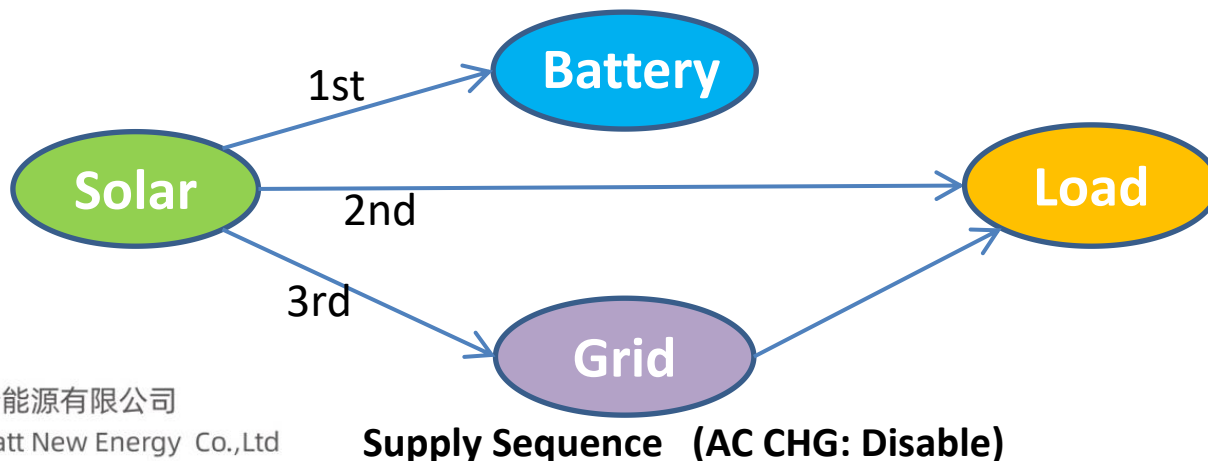 Battery
1st
Solar
Load
2nd
3rd
Grid
能源有限公司
att New Energy Co.,Ltd
Supply Sequence (AC CHG: Disable)